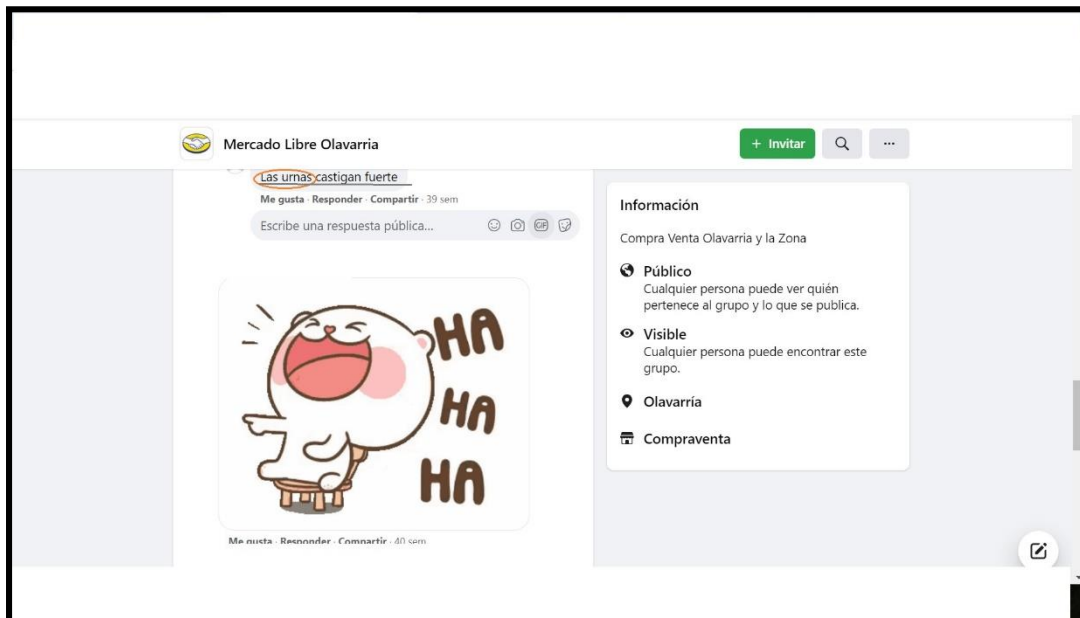 Mercado Libre Olavarria
+ Invitar
Las urnas castigan fuerte
Me gusta · Responder · Compartir · 39 sem
Escribe una respuesta pública...
GIF
HA
HA
HA
Me gusta · Responder · Compartir · 40 sem
Información
Compra Venta Olavarria y la Zona
Público
Cualquier persona puede ver quién
pertenece al grupo y lo que se publica.
Visible
Cualquier persona puede encontrar este
grupo.
Olavarría
Compraventa